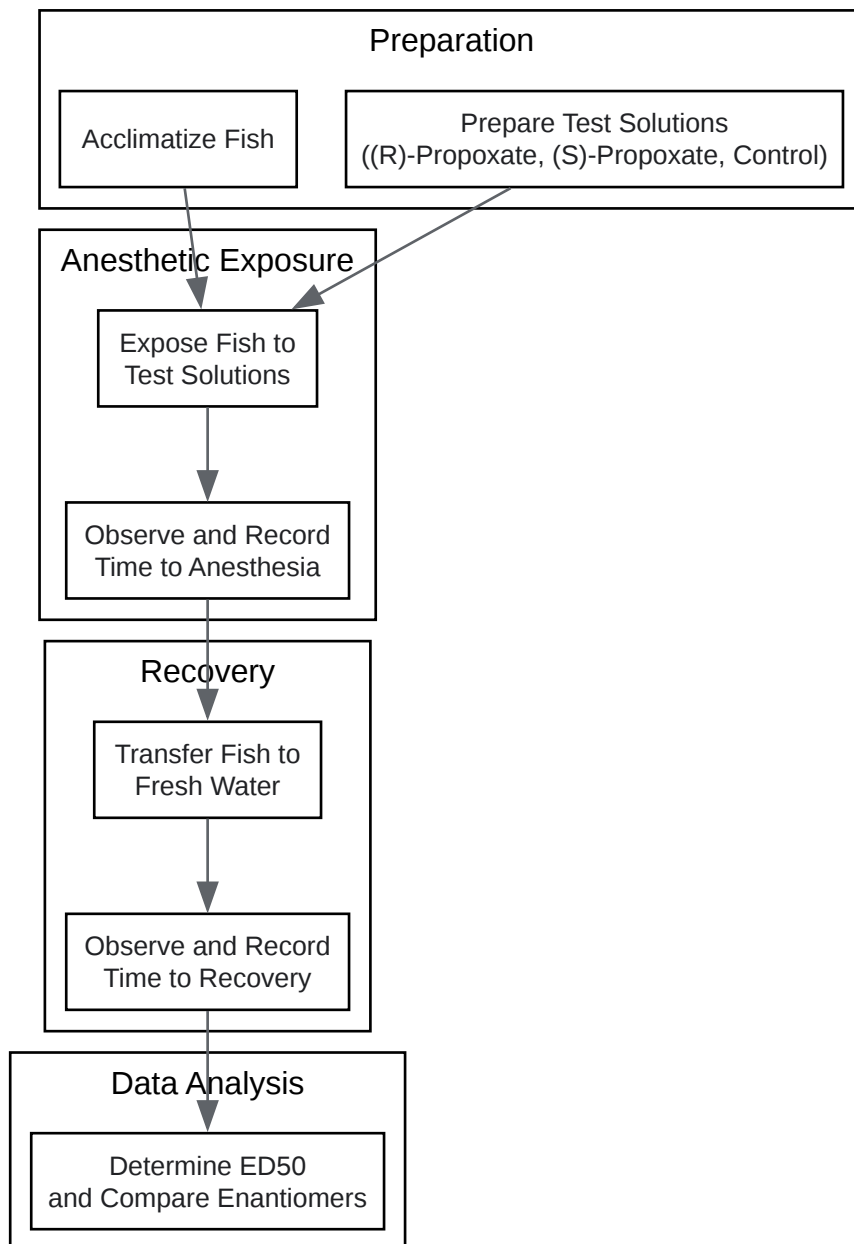 Preparation
Acclimatize Fish
Prepare Test Solutions
((R)-Propoxate, (S)-Propoxate, Control)
Anesthetic Exposure
Expose Fish to
Test Solutions
Observe and Record
Time to Anesthesia
Recovery
Transfer Fish to
Fresh Water
Observe and Record
Time to Recovery
Data Analysis
Determine ED50
and Compare Enantiomers